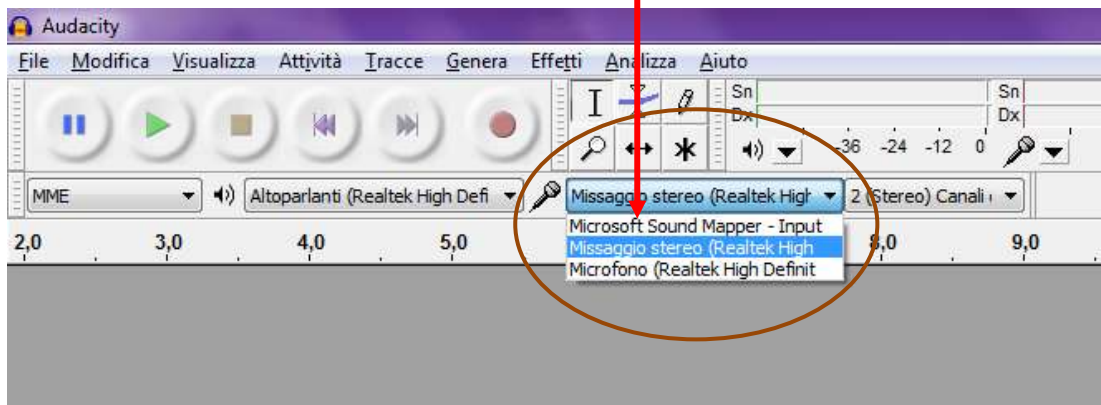 Audacity
File Modifica Visualizza Attività Tracce Genera Effetti Analizza Aiuto
Sn Sn
Dx Dx
-36 -24 -12 0
MME Altoparlanti (Realtek High Defi Missaggio stereo (Realtek High 2 (Stereo) Canali
Microsoft Sound Mapper - Input
Missaggio stereo (Realtek High
Microfono (Realtek High Definit
2,0 3,0 4,0 5,0 8,0 9,0